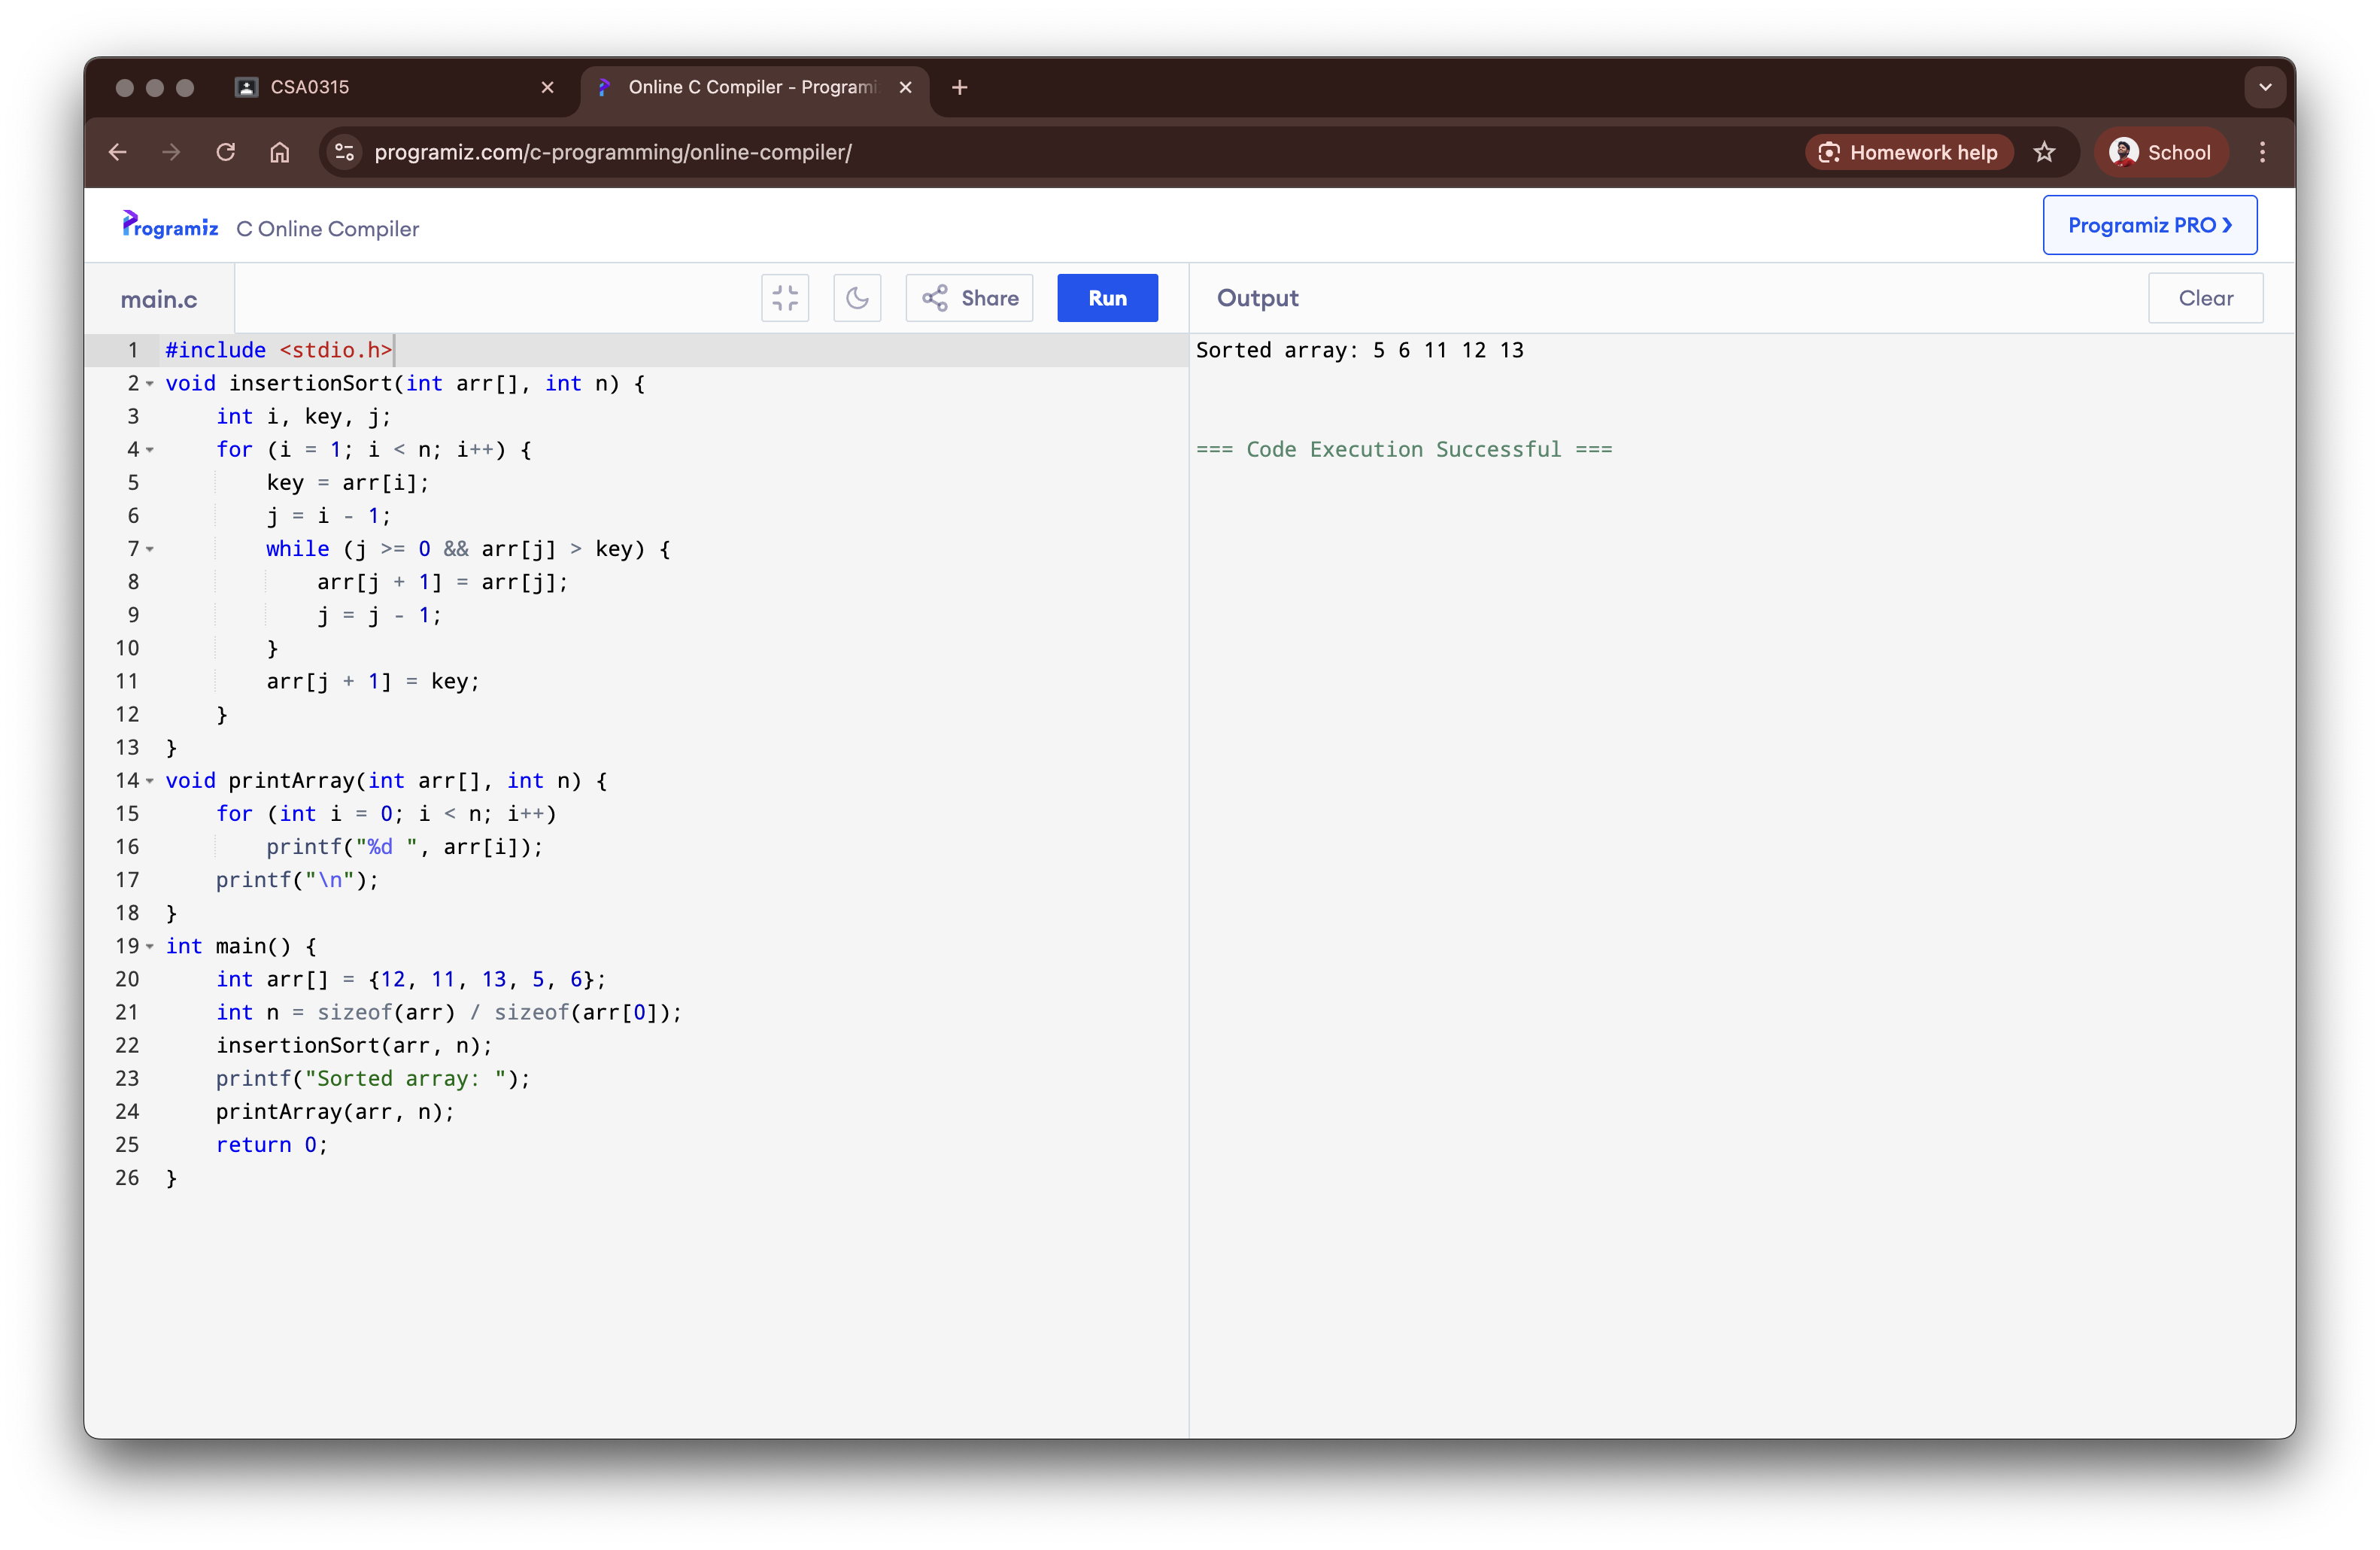 CSA0315
Online C Compiler - Programi
programiz.com/c-programming/online-compiler/
Homework help
School
Programiz C Online Compiler
Programiz PRO ❯
main.c
Share
Run
Output
Clear
1 #include <stdio.h>
2 void insertionSort(int arr[], int n) {
3     int i, key, j;
4     for (i = 1; i < n; i++) {
5         key = arr[i];
6         j = i - 1;
7         while (j >= 0 && arr[j] > key) {
8             arr[j + 1] = arr[j];
9             j = j - 1;
10         }
11         arr[j + 1] = key;
12     }
13 }
14 void printArray(int arr[], int n) {
15     for (int i = 0; i < n; i++)
16         printf("%d ", arr[i]);
17     printf("\n");
18 }
19 int main() {
20     int arr[] = {12, 11, 13, 5, 6};
21     int n = sizeof(arr) / sizeof(arr[0]);
22     insertionSort(arr, n);
23     printf("Sorted array: ");
24     printArray(arr, n);
25     return 0;
26 }
Sorted array: 5 6 11 12 13
=== Code Execution Successful ===